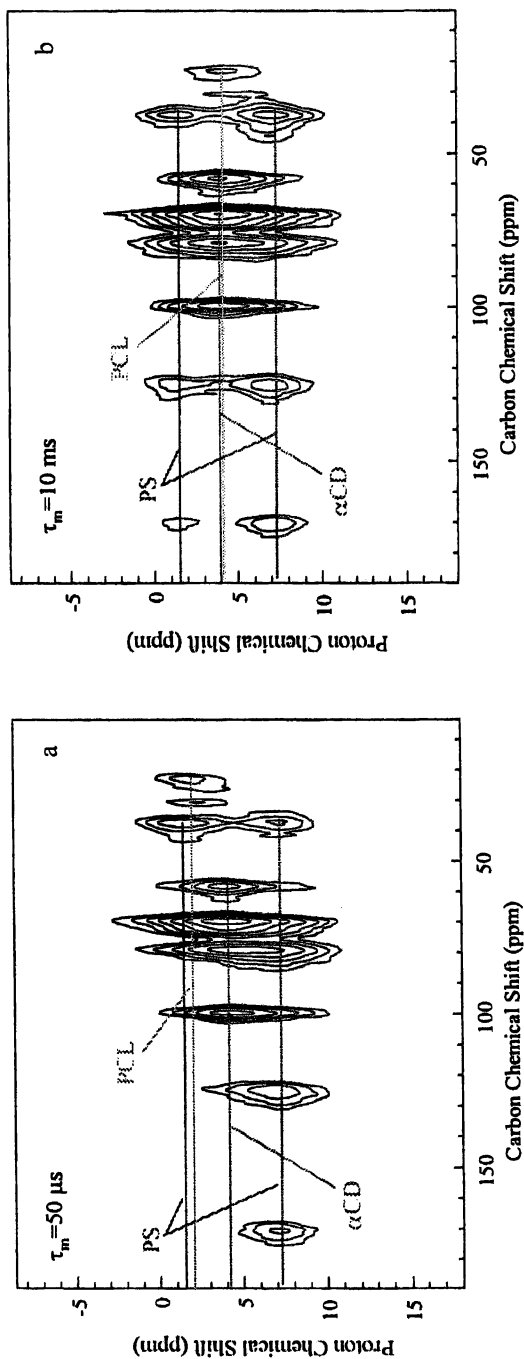 a
τm=50 μs
PS
PCL
αCD
-5
0
5
10
15
Proton Chemical Shift (ppm)
150
100
50
Carbon Chemical Shift (ppm)
b
τm=10 ms
PS
PCL
αCD
-5
0
5
10
15
Proton Chemical Shift (ppm)
150
100
50
Carbon Chemical Shift (ppm)